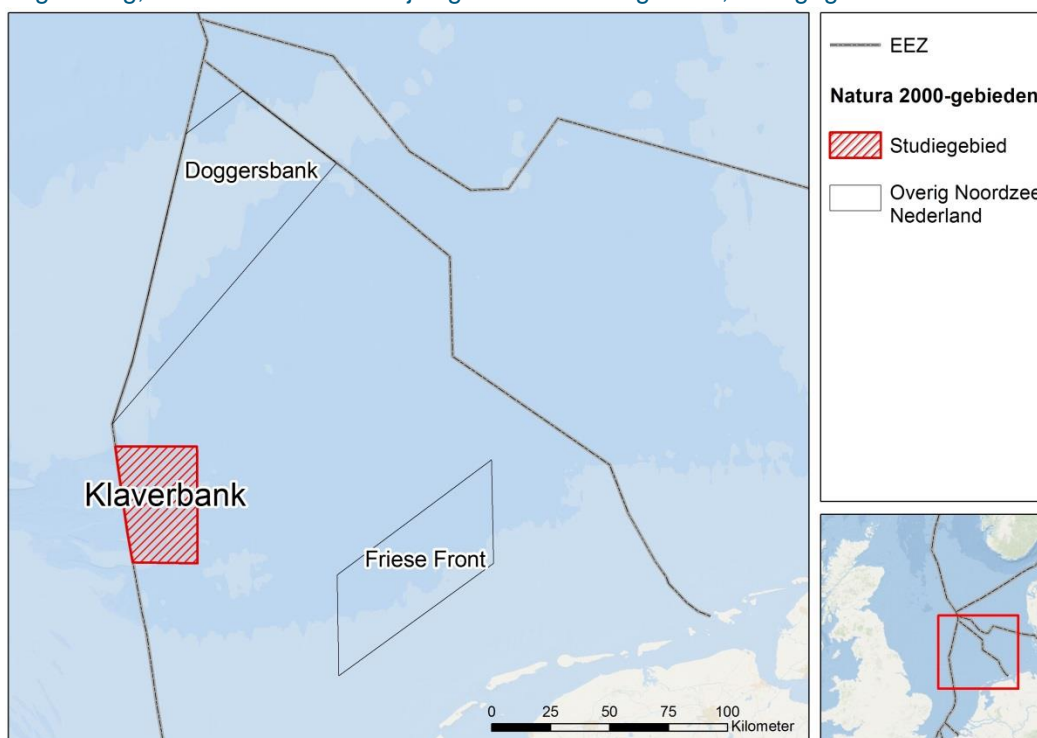 Doggersbank
Klaverbank
Friese Front
0 25 50 75 100
Kilometer
EEZ
Natura 2000-gebieden
Studiegebied
Overig Noordzee
Nederland